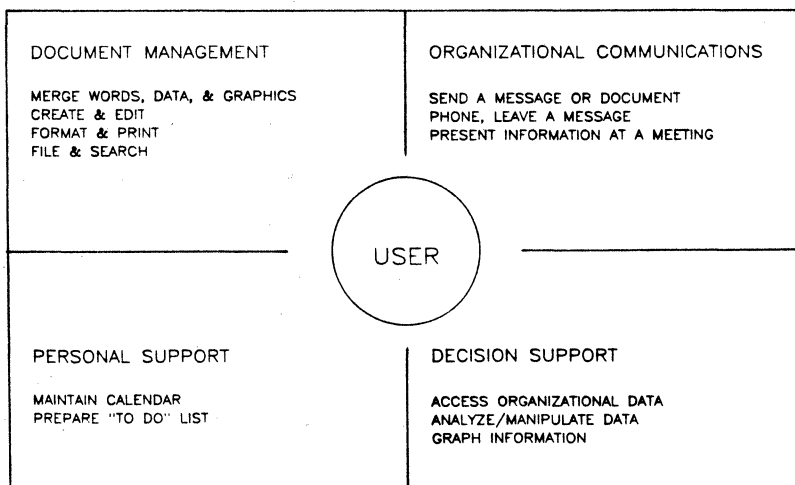 DOCUMENT MANAGEMENT
MERGE WORDS, DATA, & GRAPHICS
CREATE & EDIT
FORMAT & PRINT
FILE & SEARCH
ORGANIZATIONAL COMMUNICATIONS
SEND A MESSAGE OR DOCUMENT
PHONE, LEAVE A MESSAGE
PRESENT INFORMATION AT A MEETING
USER
PERSONAL SUPPORT
MAINTAIN CALENDAR
PREPARE "TO DO" LIST
DECISION SUPPORT
ACCESS ORGANIZATIONAL DATA
ANALYZE/MANIPULATE DATA
GRAPH INFORMATION